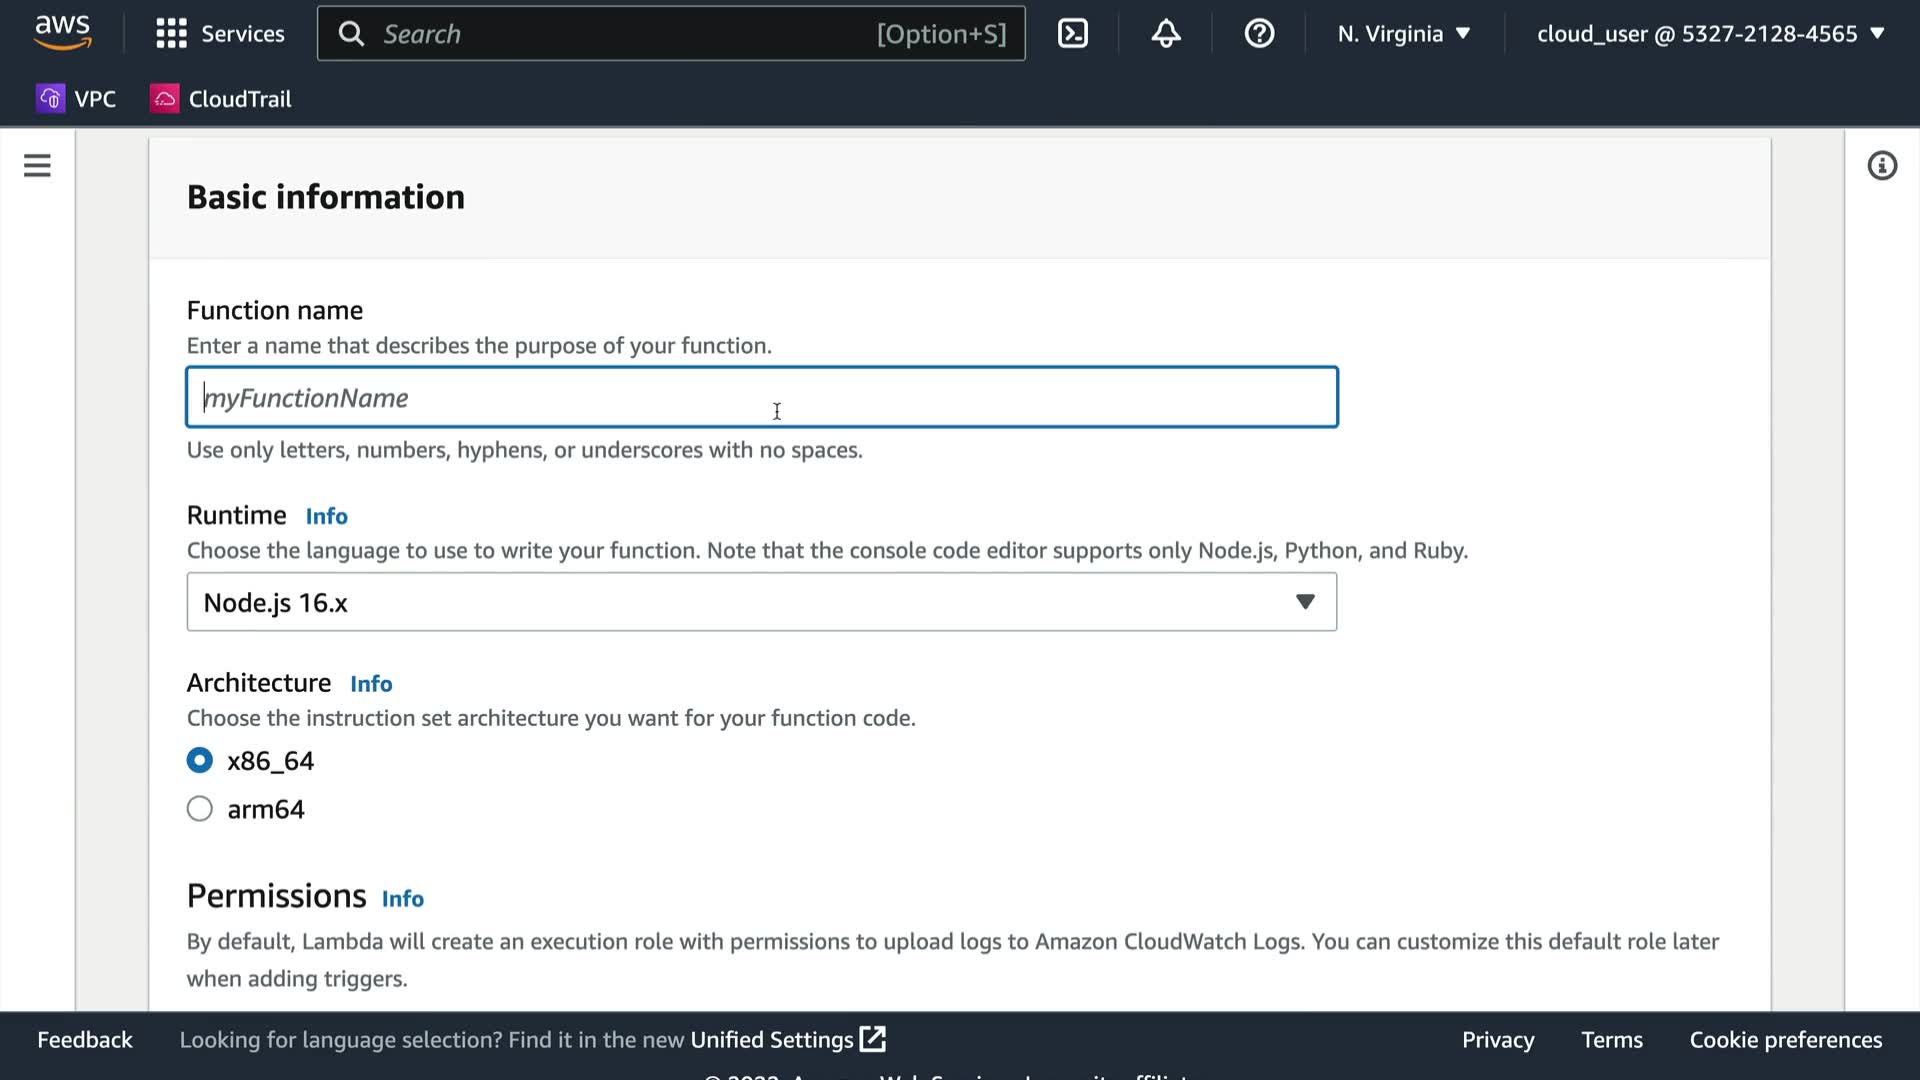 aws
Services
Search
[Option+S]
N. Virginia
cloud_user @ 5327-2128-4565
VPC
CloudTrail
Basic information
Function name
Enter a name that describes the purpose of your function.
myFunctionName
Use only letters, numbers, hyphens, or underscores with no spaces.
Runtime Info
Choose the language to use to write your function. Note that the console code editor supports only Node.js, Python, and Ruby.
Node.js 16.x
Architecture Info
Choose the instruction set architecture you want for your function code.
x86_64
arm64
Permissions Info
By default, Lambda will create an execution role with permissions to upload logs to Amazon CloudWatch Logs. You can customize this default role later
when adding triggers.
Feedback
Looking for language selection? Find it in the new Unified Settings
Privacy
Terms
Cookie preferences